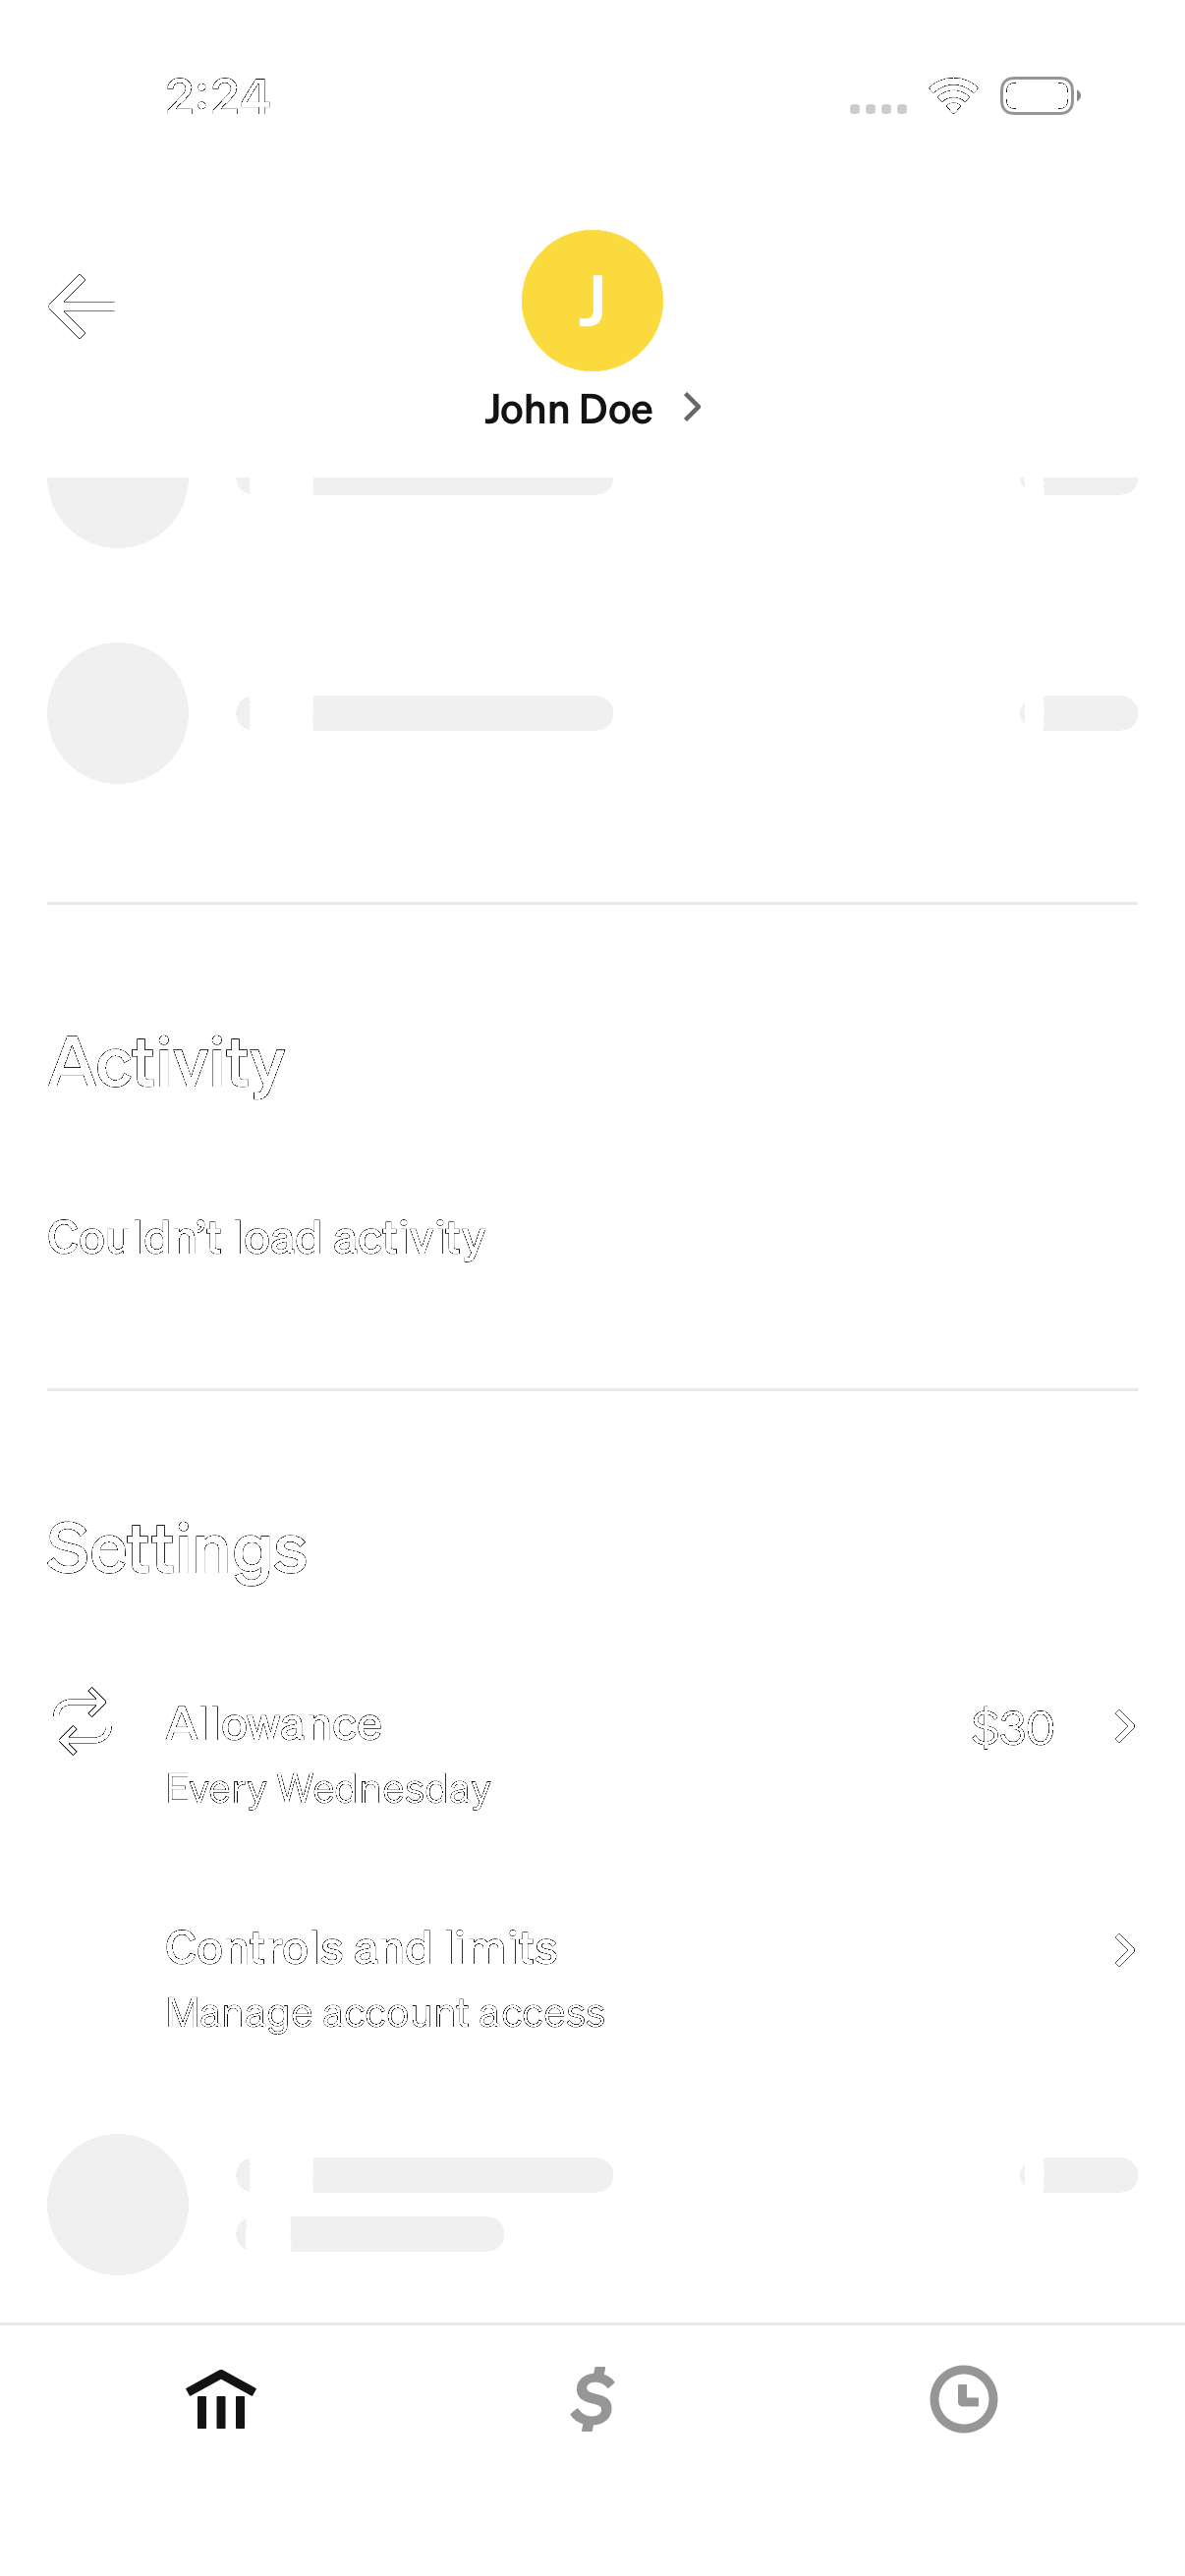 2:24
J
John Doe
Activity
Couldn’t load activity
Settings
Allowance
$30
Every Wednesday
Controls and limits
Manage account access